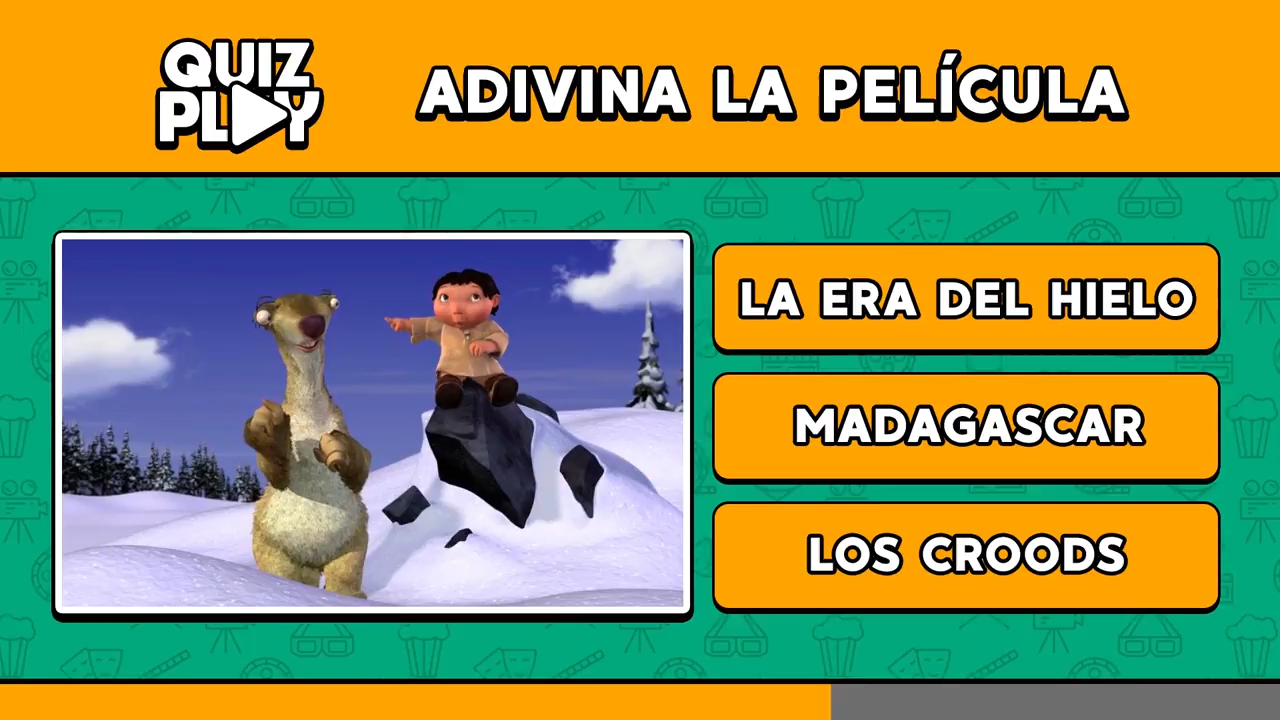 QUIZ
PLAY
ADIVINA LA PELÍCULA
LA ERA DEL HIELO
MADAGASCAR
LOS CROODS